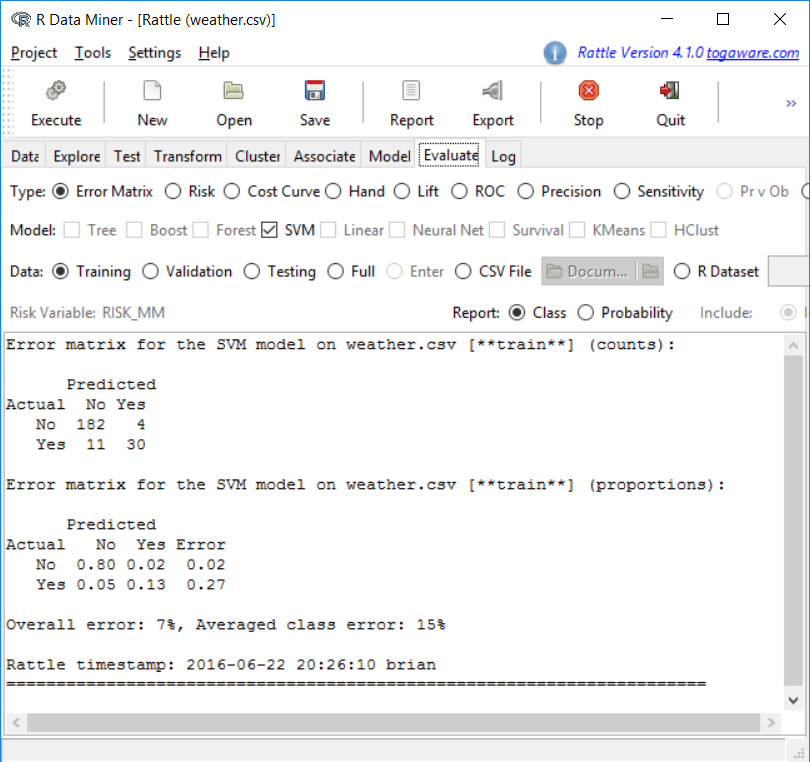 R Data Miner - [Rattle (weather.csv)]
Project Tools Settings Help Rattle Version 4.1.0 togaware.com
Execute New Open Save Report Export Stop Quit »
Data Explore Test Transform Cluster Associate Model Evaluate Log
Type: Error Matrix Risk Cost Curve Hand Lift ROC Precision Sensitivity Pr v Ob
Model: Tree Boost Forest SVM Linear Neural Net Survival KMeans HClust
Data: Training Validation Testing Full Enter CSV File Docum... R Dataset
Risk Variable: RISK_MM Report: Class Probability Include:
Error matrix for the SVM model on weather.csv [**train**] (counts):
Predicted
Actual No Yes
No 182 4
Yes 11 30
Error matrix for the SVM model on weather.csv [**train**] (proportions):
Predicted
Actual No Yes Error
No 0.80 0.02 0.02
Yes 0.05 0.13 0.27
Overall error: 7%, Averaged class error: 15%
Rattle timestamp: 2016-06-22 20:26:10 brian
======================================================================